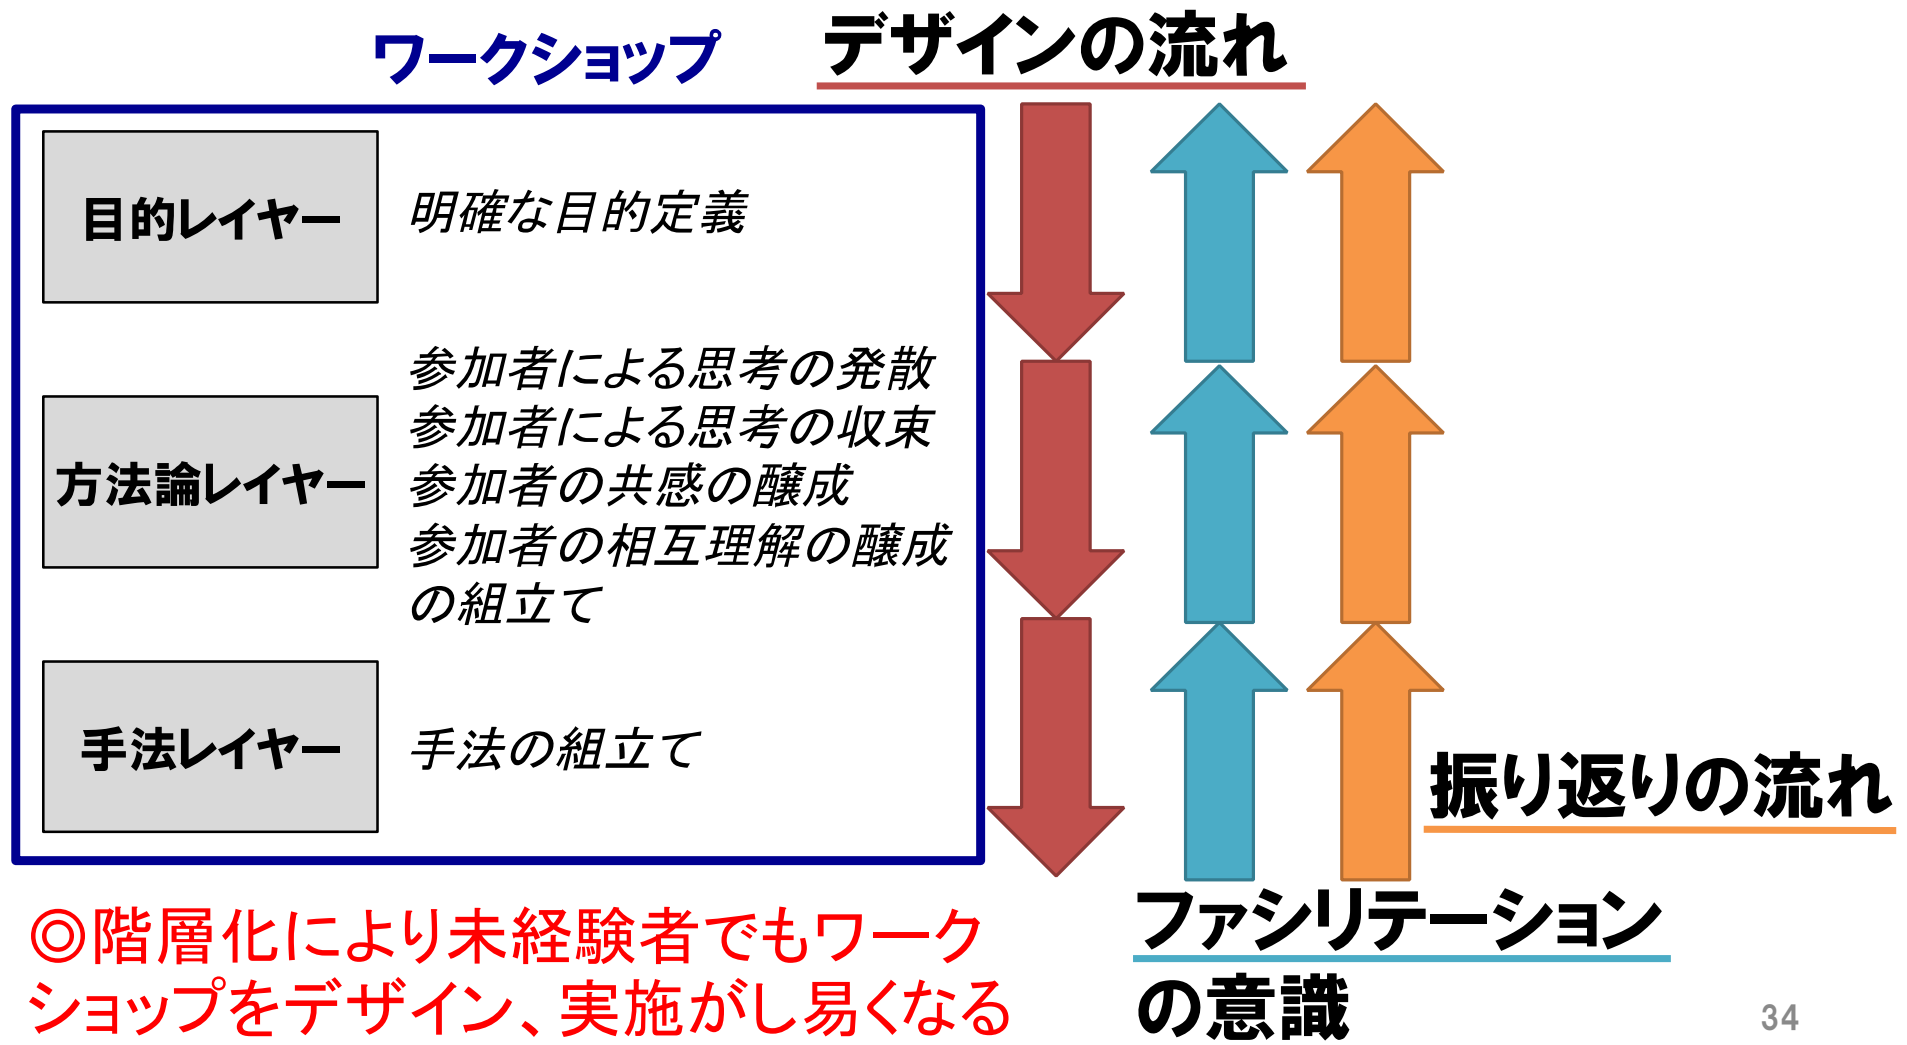 ワークショップ
デザインの流れ
目的レイヤー
明確な目的定義
方法論レイヤー
参加者による思考の発散
参加者による思考の収束
参加者の共感の醸成
参加者の相互理解の醸成
の組立て
手法レイヤー
手法の組立て
振り返りの流れ
ファシリテーション
の意識
◎階層化により未経験者でもワーク
ショップをデザイン、実施がし易くなる
34